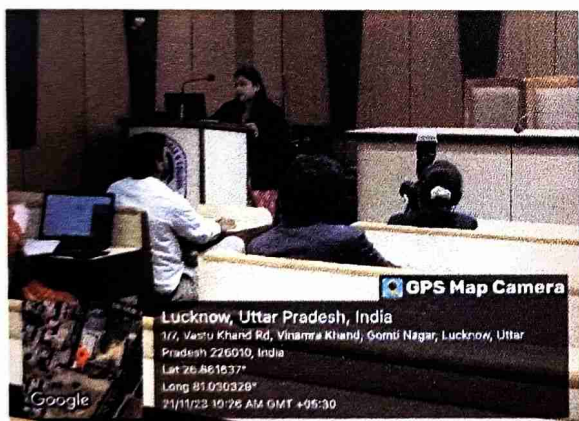 GPS Map Camera
Lucknow, Uttar Pradesh, India
1/7, Vastu Khand Rd, Vinamra Khand, Gomti Nagar, Lucknow, Uttar
Pradesh 226010, India
Lat 26.861637°
Long 81.030329°
21/11/23 10:26 AM GMT +05:30
Google